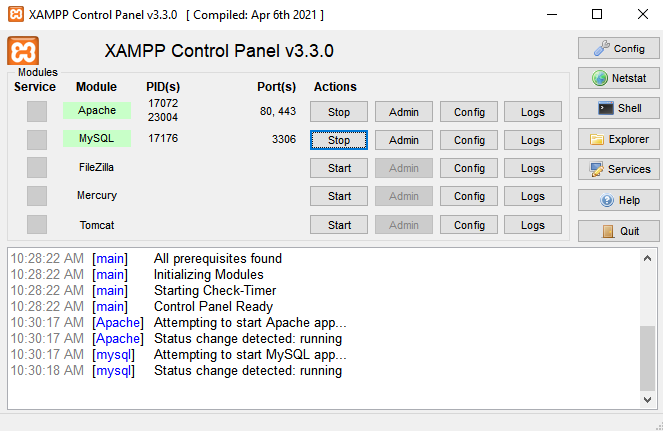 XAMPP Control Panel v3.3.0 [ Compiled: Apr 6th 2021 ]
XAMPP Control Panel v3.3.0
Config
Modules
Service Module PID(s) Port(s) Actions
Netstat
Apache 17072 23004 80, 443 Stop Admin Config Logs
Shell
MySQL 17176 3306 Stop Admin Config Logs
Explorer
FileZilla Start Admin Config Logs
Services
Mercury Start Admin Config Logs
Help
Tomcat Start Admin Config Logs
Quit
10:28:22 AM [main] All prerequisites found
10:28:22 AM [main] Initializing Modules
10:28:22 AM [main] Starting Check-Timer
10:28:22 AM [main] Control Panel Ready
10:30:17 AM [Apache] Attempting to start Apache app...
10:30:17 AM [Apache] Status change detected: running
10:30:17 AM [mysql] Attempting to start MySQL app...
10:30:18 AM [mysql] Status change detected: running